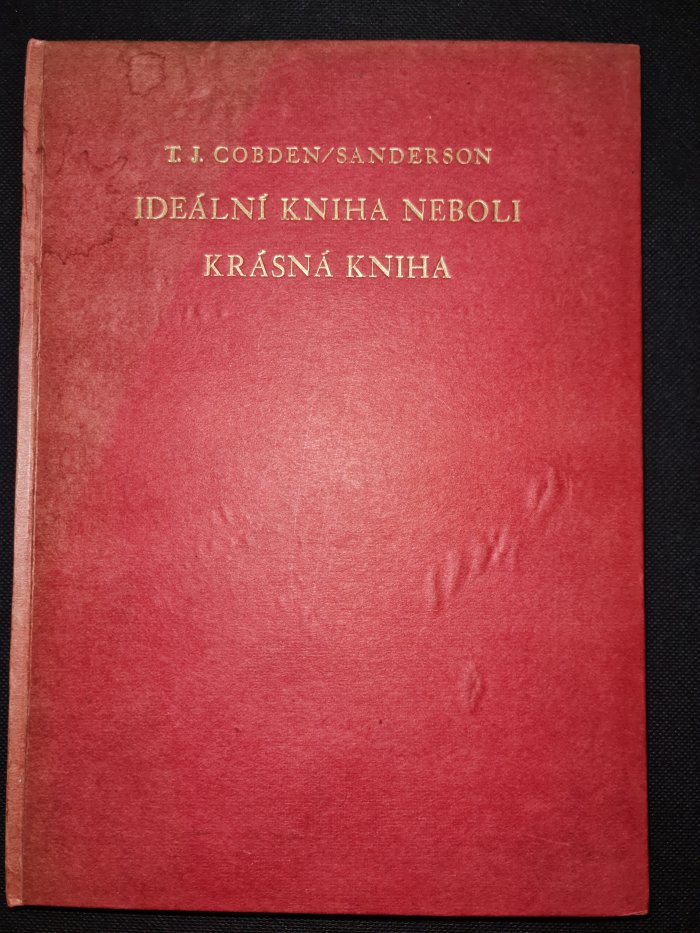 T. J. COBDEN/SANDERSON
IDEÁLNÍ KNIHA NEBOLI
KRÁSNÁ KNIHA